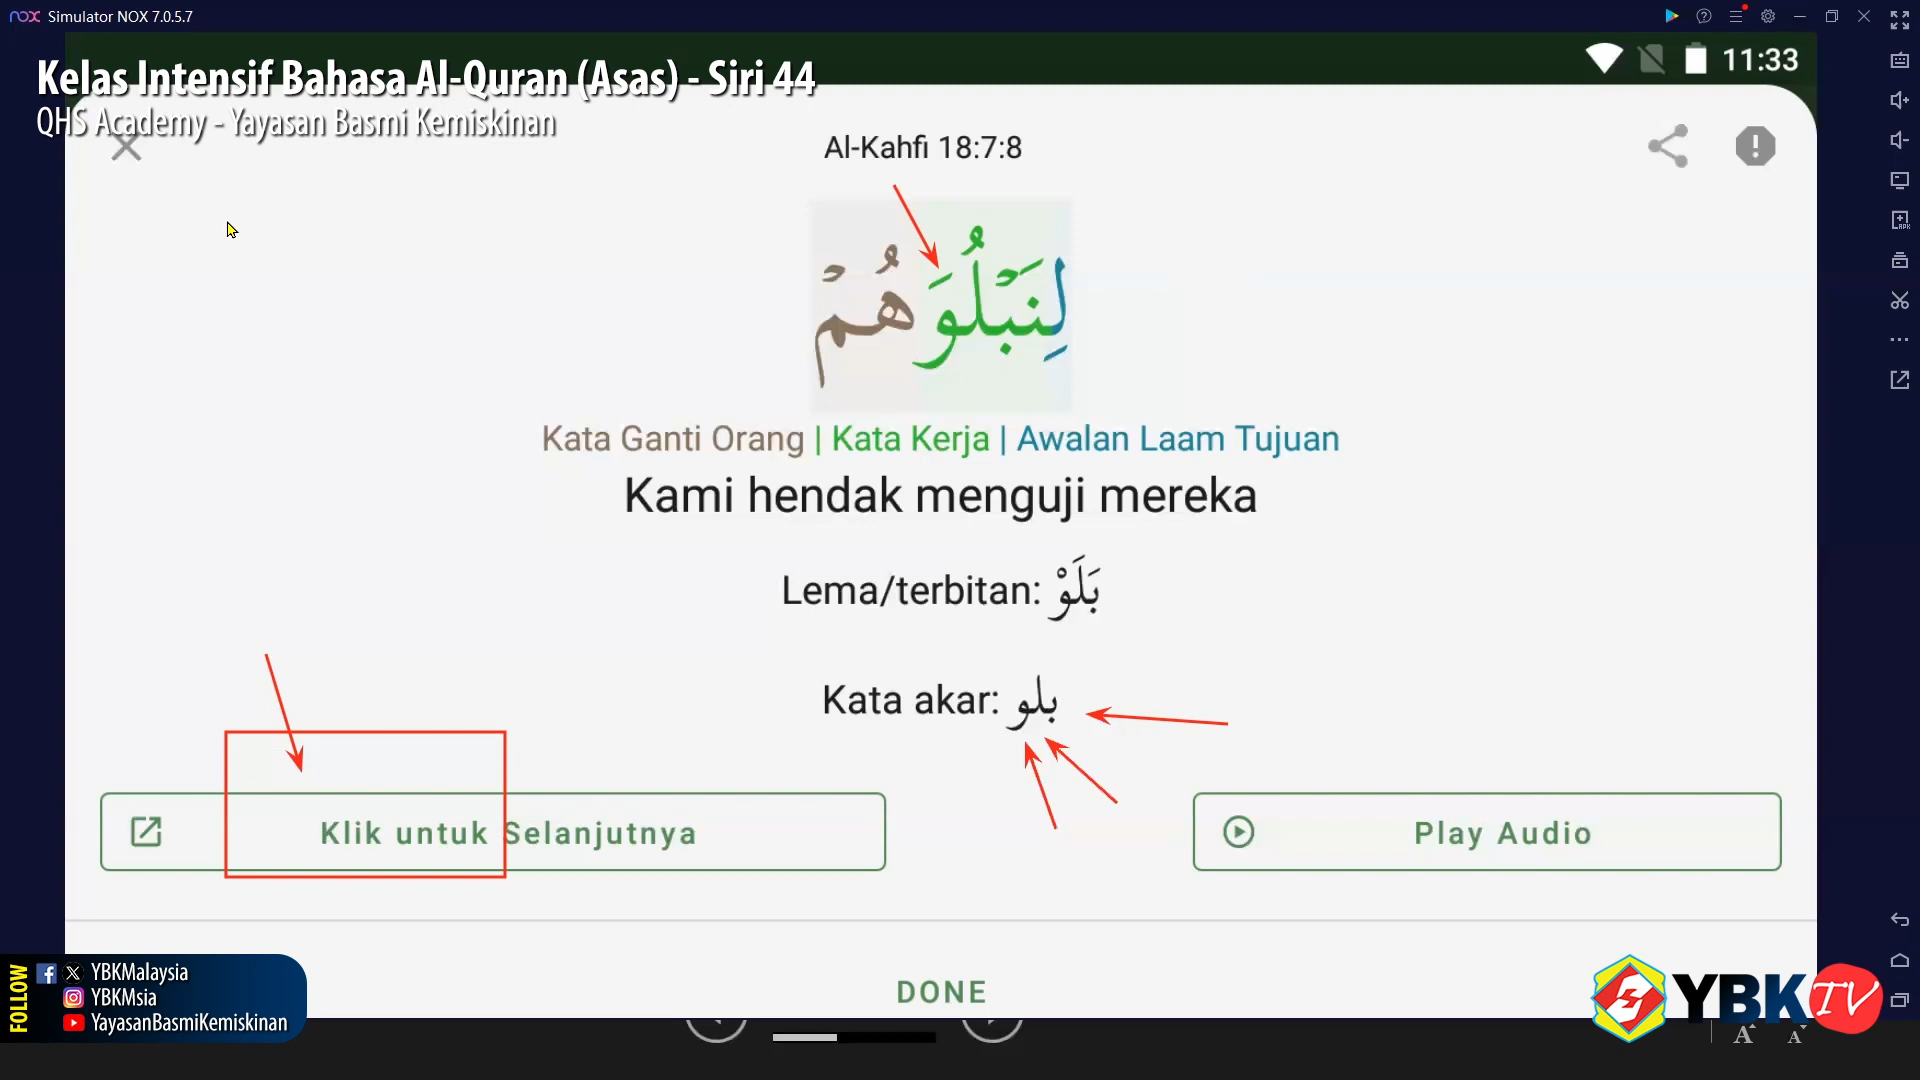 nox Simulator NOX 7.0.5.7
11:33
Kelas Intensif Bahasa Al-Quran (Asas) - Siri 44
QHS Academy - Yayasan Basmi Kemiskinan
Al-Kahfi 18:7:8
لِنَبْلُوَهُمْ
Kata Ganti Orang | Kata Kerja | Awalan Laam Tujuan
Kami hendak menguji mereka
Lema/terbitan: بَلَوْ
Kata akar: بلو
Klik untuk Selanjutnya
Play Audio
DONE
FOLLOW
YBKMalaysia
YBKMsia
YayasanBasmiKemiskinan
YBK TV
A A